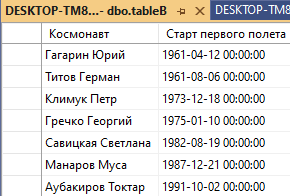 DESKTOP-TM8...- dbo.tableB DESKTOP-TM8
Космонавт Старт первого полета
Гагарин Юрий 1961-04-12 00:00:00
Титов Герман 1961-08-06 00:00:00
Климук Петр 1973-12-18 00:00:00
Гречко Георгий 1975-01-10 00:00:00
Савицкая Светлана 1982-08-19 00:00:00
Манаров Муса 1987-12-21 00:00:00
Аубакиров Токтар 1991-10-02 00:00:00